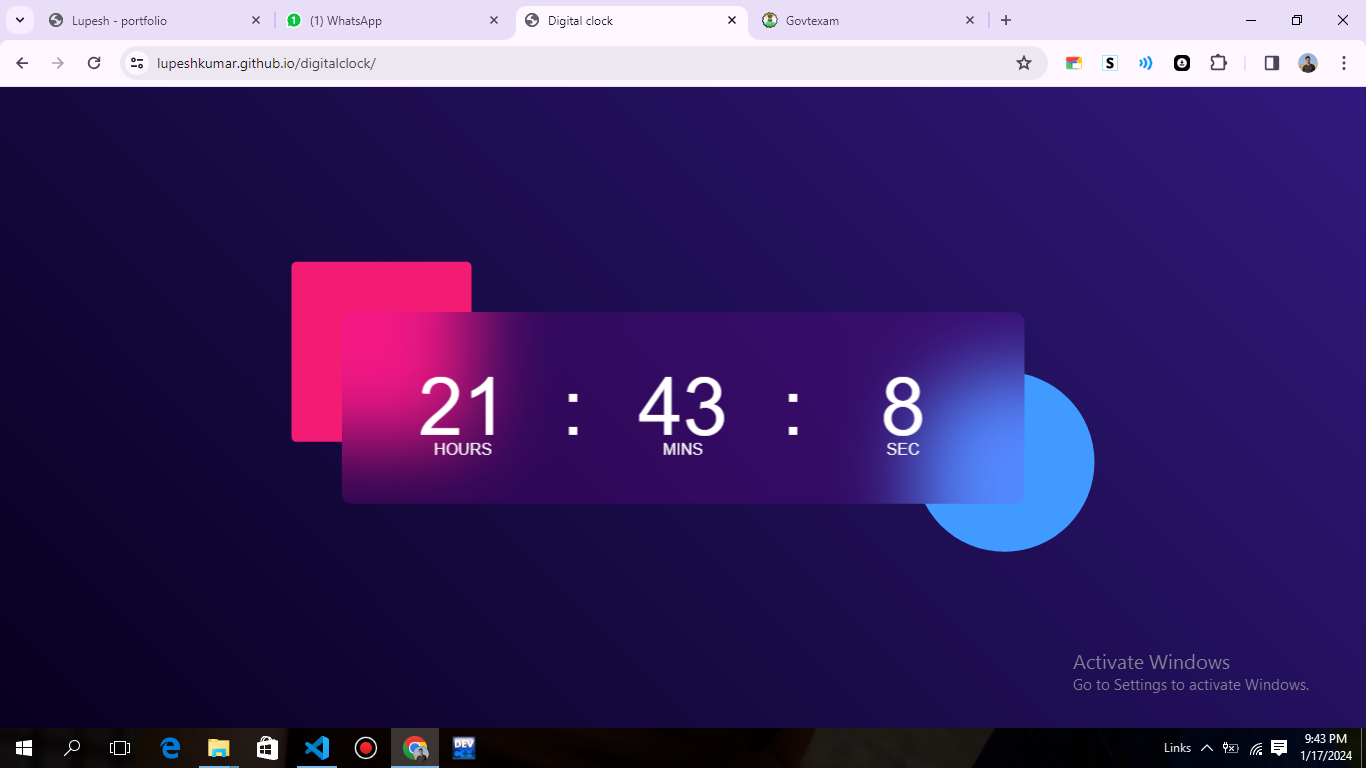 Lupesh - portfolio
(1) WhatsApp
Digital clock
Govtexam
lupeshkumar.github.io/digitalclock/
S
21 : 43 : 8
HOURS MINS SEC
Activate Windows
Go to Settings to activate Windows.
DEV
Links
9:43 PM
1/17/2024